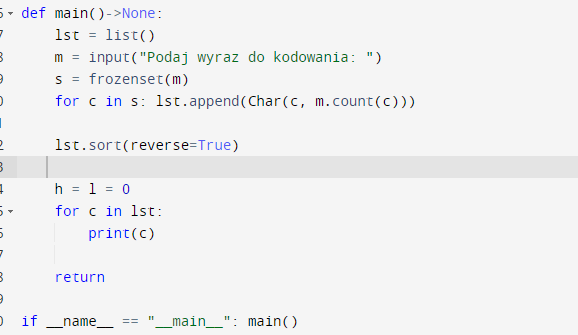 def main()->None:
lst = list()
m = input("Podaj wyraz do kodowania: ")
s = frozenset(m)
for c in s: lst.append(Char(c, m.count(c)))
lst.sort(reverse=True)
h = l = 0
for c in lst:
print(c)
return
if __name__ == "__main__": main()